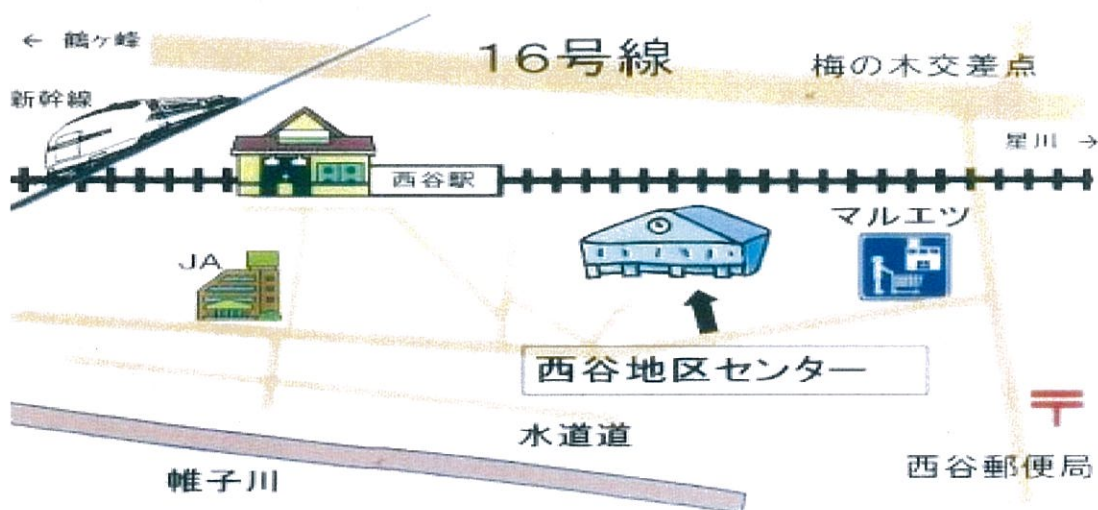 ← 鶴ヶ峰
16号線
梅の木交差点
新幹線
星川 →
西谷駅
マルエツ
JA
西谷地区センター
水道道
帷子川
西谷郵便局